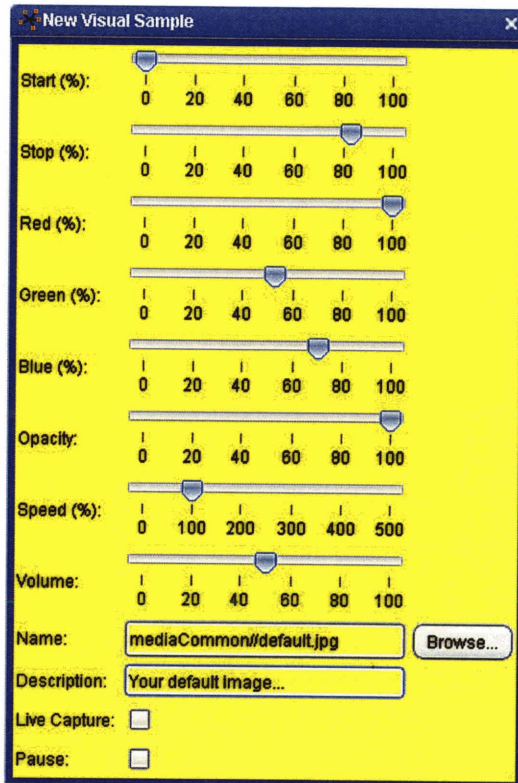 New Visual Sample ×
Start (%):
0 20 40 60 80 100
Stop (%):
0 20 40 60 80 100
Red (%):
0 20 40 60 80 100
Green (%):
0 20 40 60 80 100
Blue (%):
0 20 40 60 80 100
Opacity:
0 20 40 60 80 100
Speed (%):
0 100 200 300 400 500
Volume:
0 20 40 60 80 100
Name: mediaCommon//default.jpg Browse...
Description: Your default image...
Live Capture:
Pause: